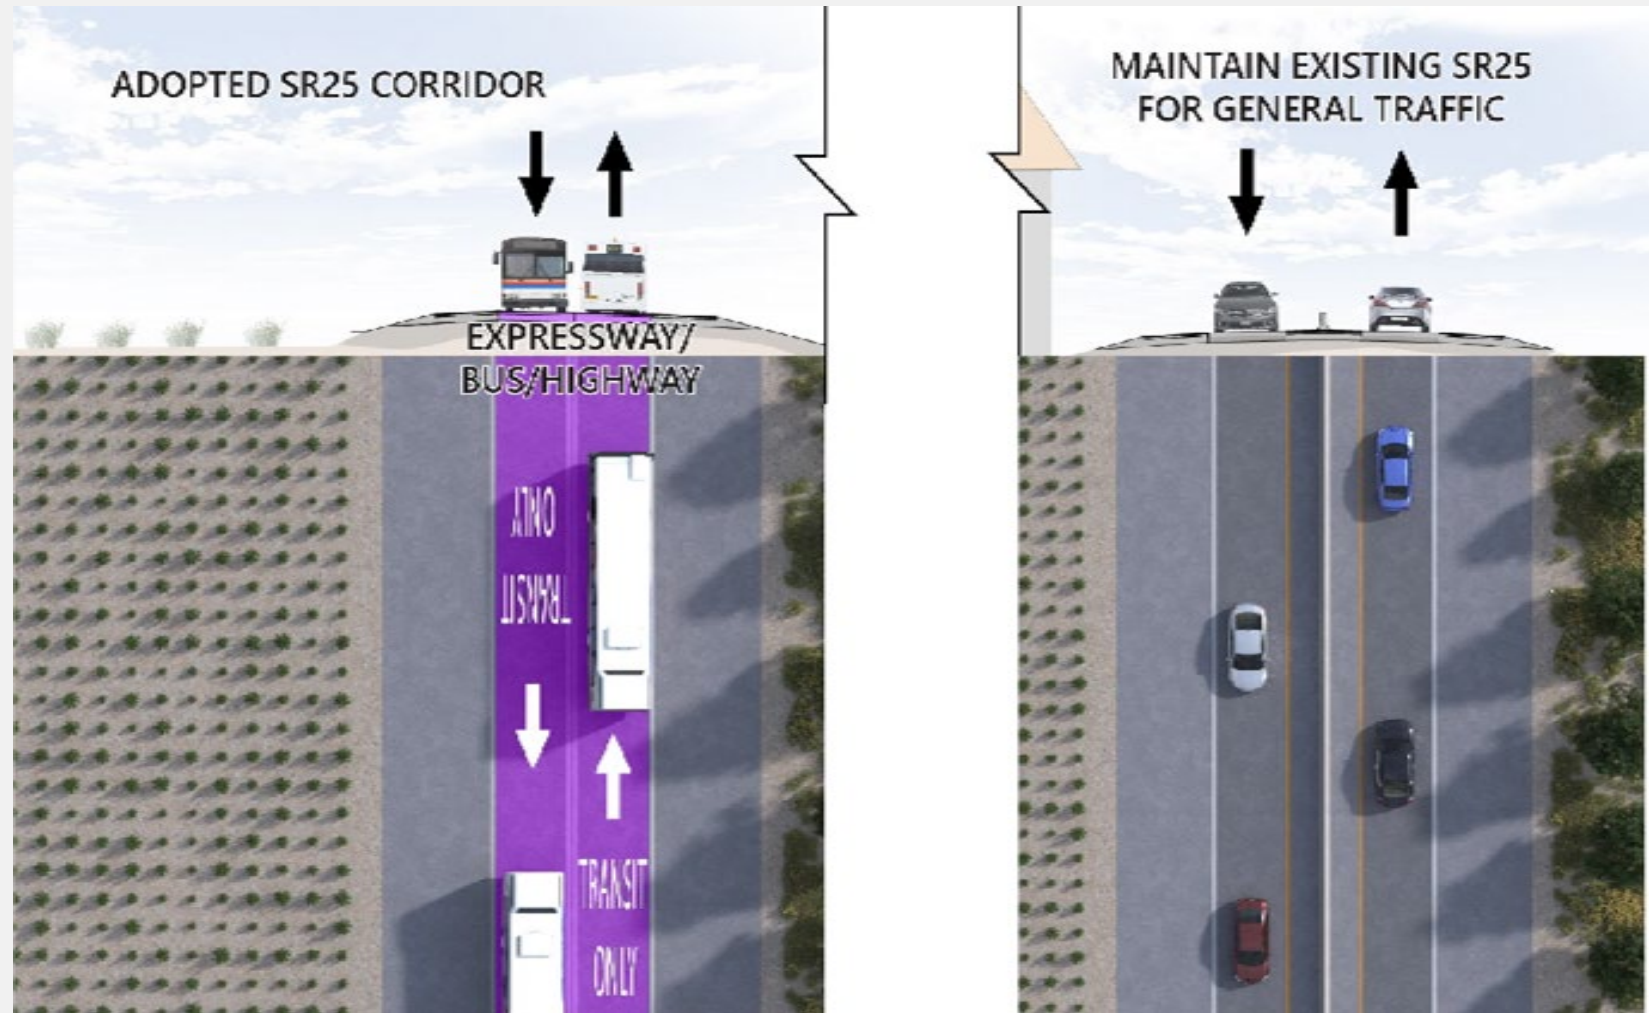 ADOPTED SR25 CORRIDOR
EXPRESSWAY/
BUS/HIGHWAY
ONLY
TRANSIT
TRANSIT
ONLY
MAINTAIN EXISTING SR25
FOR GENERAL TRAFFIC